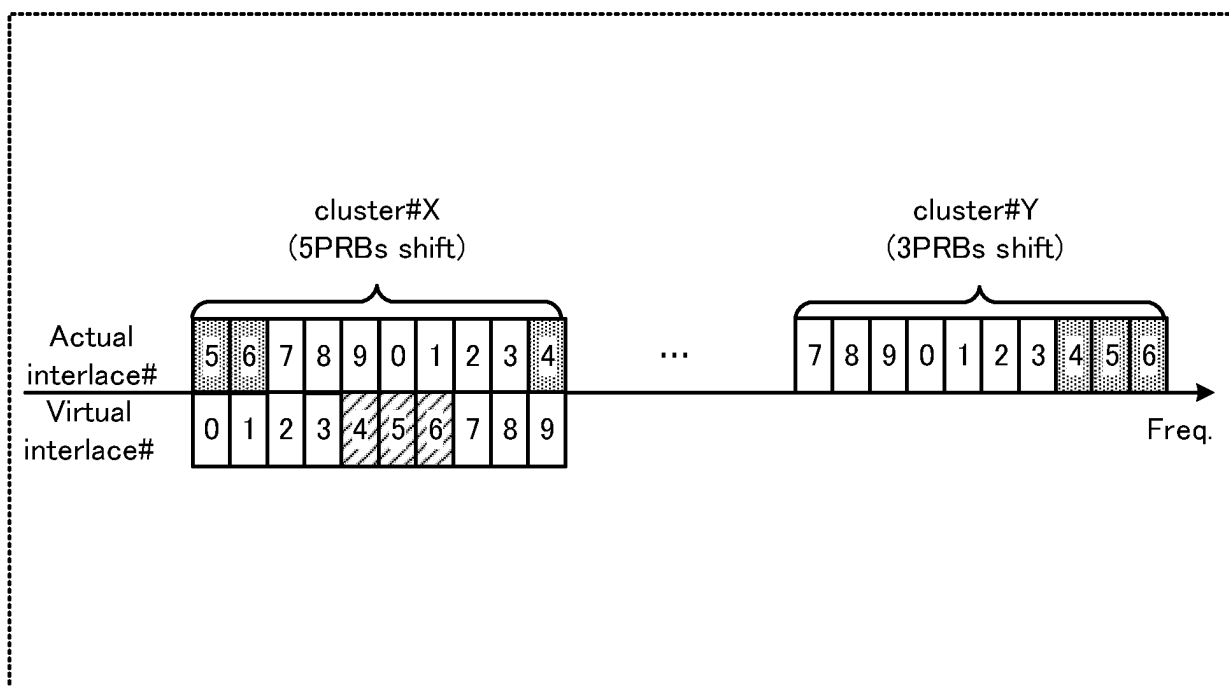 cluster#X
(5PRBs shift)
cluster#Y
(3PRBs shift)
Actual
interlace#
5 6 7 8 9 0 1 2 3 4
...
7 8 9 0 1 2 3 4 5 6
Virtual
interlace#
0 1 2 3 4 5 6 7 8 9
Freq.